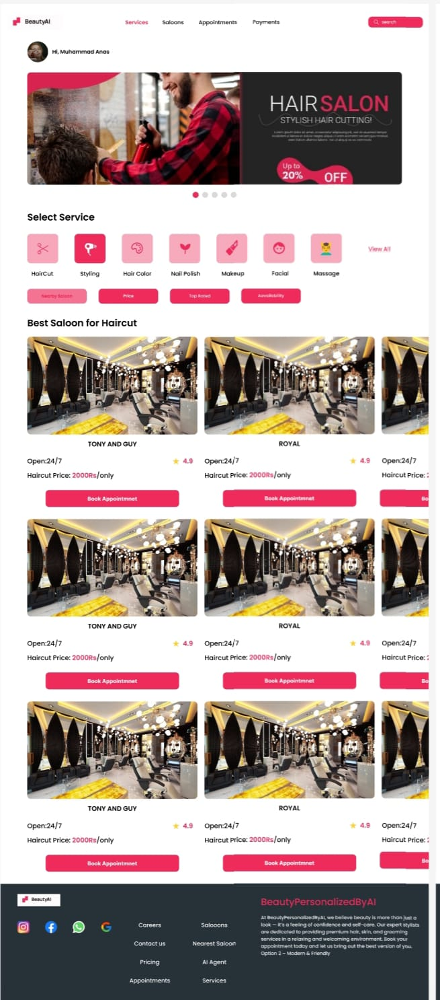 BeautyAI
Services Saloons Appointments Payments
search
Hi, Muhammad Anas
HAIR SALON
STYLISH HAIR CUTTING!
Up to
20% OFF
Select Service
HairCut Styling Hair Color Nail Polish Makeup Facial Massage
View All
Nearby Saloon Price Top Rated
Best Saloon for Haircut
TONY AND GUY ROYAL
Open:24/7 4.9 Open:24/7 4.9 Open:24/7
Haircut Price: 2000Rs/only Haircut Price: 2000Rs/only Haircut Price:
Book Appointmnet Book Appointmnet Bo
TONY AND GUY ROYAL
Open:24/7 4.9 Open:24/7 4.9 Open:24/7
Haircut Price: 2000Rs/only Haircut Price: 2000Rs/only Haircut Price:
Book Appointmnet Book Appointmnet Bo
TONY AND GUY ROYAL
Open:24/7 4.9 Open:24/7 4.9 Open:24/7
Haircut Price: 2000Rs/only Haircut Price: 2000Rs/only Haircut Price:
Book Appointmnet Book Appointmnet Bo
BeautyAI
Careers Salooons
Contact us Nearest Saloon
Pricing AI Agent
Appointments Services
BeautyPersonalizedByAI
At BeautyPersonalizedByAI, we believe beauty is more than just a
look — it's a feeling of confidence and self-care. Our expert stylists
are dedicated to providing premium hair, skin, and grooming
services in a relaxing and welcoming environment. Book your
appointment today and let us bring out the best version of you.
Option 2 – Modern & Friendly